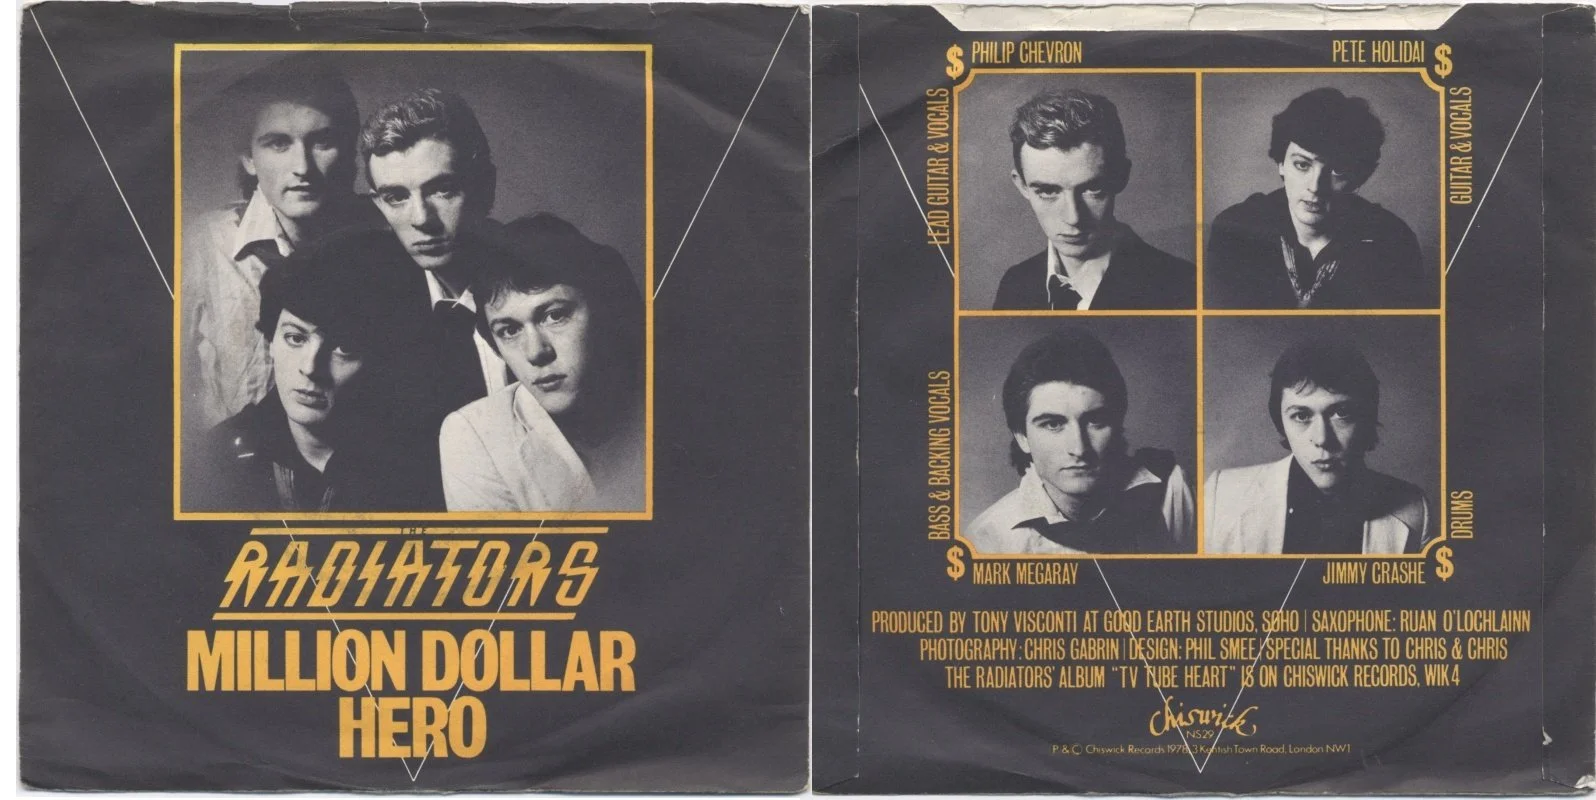 THE
RADIATORS
MILLION DOLLAR
HERO
$ PHILIP CHEVRON
PETE HOLIDAI $
LEAD GUITAR & VOCALS
GUITAR & VOCALS
BASS & BACKING VOCALS
DRUMS
$ MARK MEGARAY
JIMMY CRASHE $
PRODUCED BY TONY VISCONTI AT GOOD EARTH STUDIOS, SOHO | SAXOPHONE: RUAN O'LOCHLAINN
PHOTOGRAPHY: CHRIS GABRIN | DESIGN: PHIL SMEE/SPECIAL THANKS TO CHRIS & CHRIS
THE RADIATORS' ALBUM "TV TUBE HEART" IS ON CHISWICK RECORDS, WIK 4
chiswick
NS29
P & © Chiswick Records 1978, 3 Kentish Town Road, London NW1